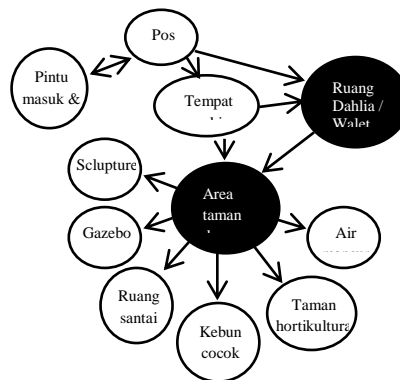 Pos
Pintu
masuk &
Tempat
Ruang
Dahlia /
Walet
Sclupture
Area
taman
Gazebo
Air
Ruang
santai
Taman
hortikultura
Kebun
cocok